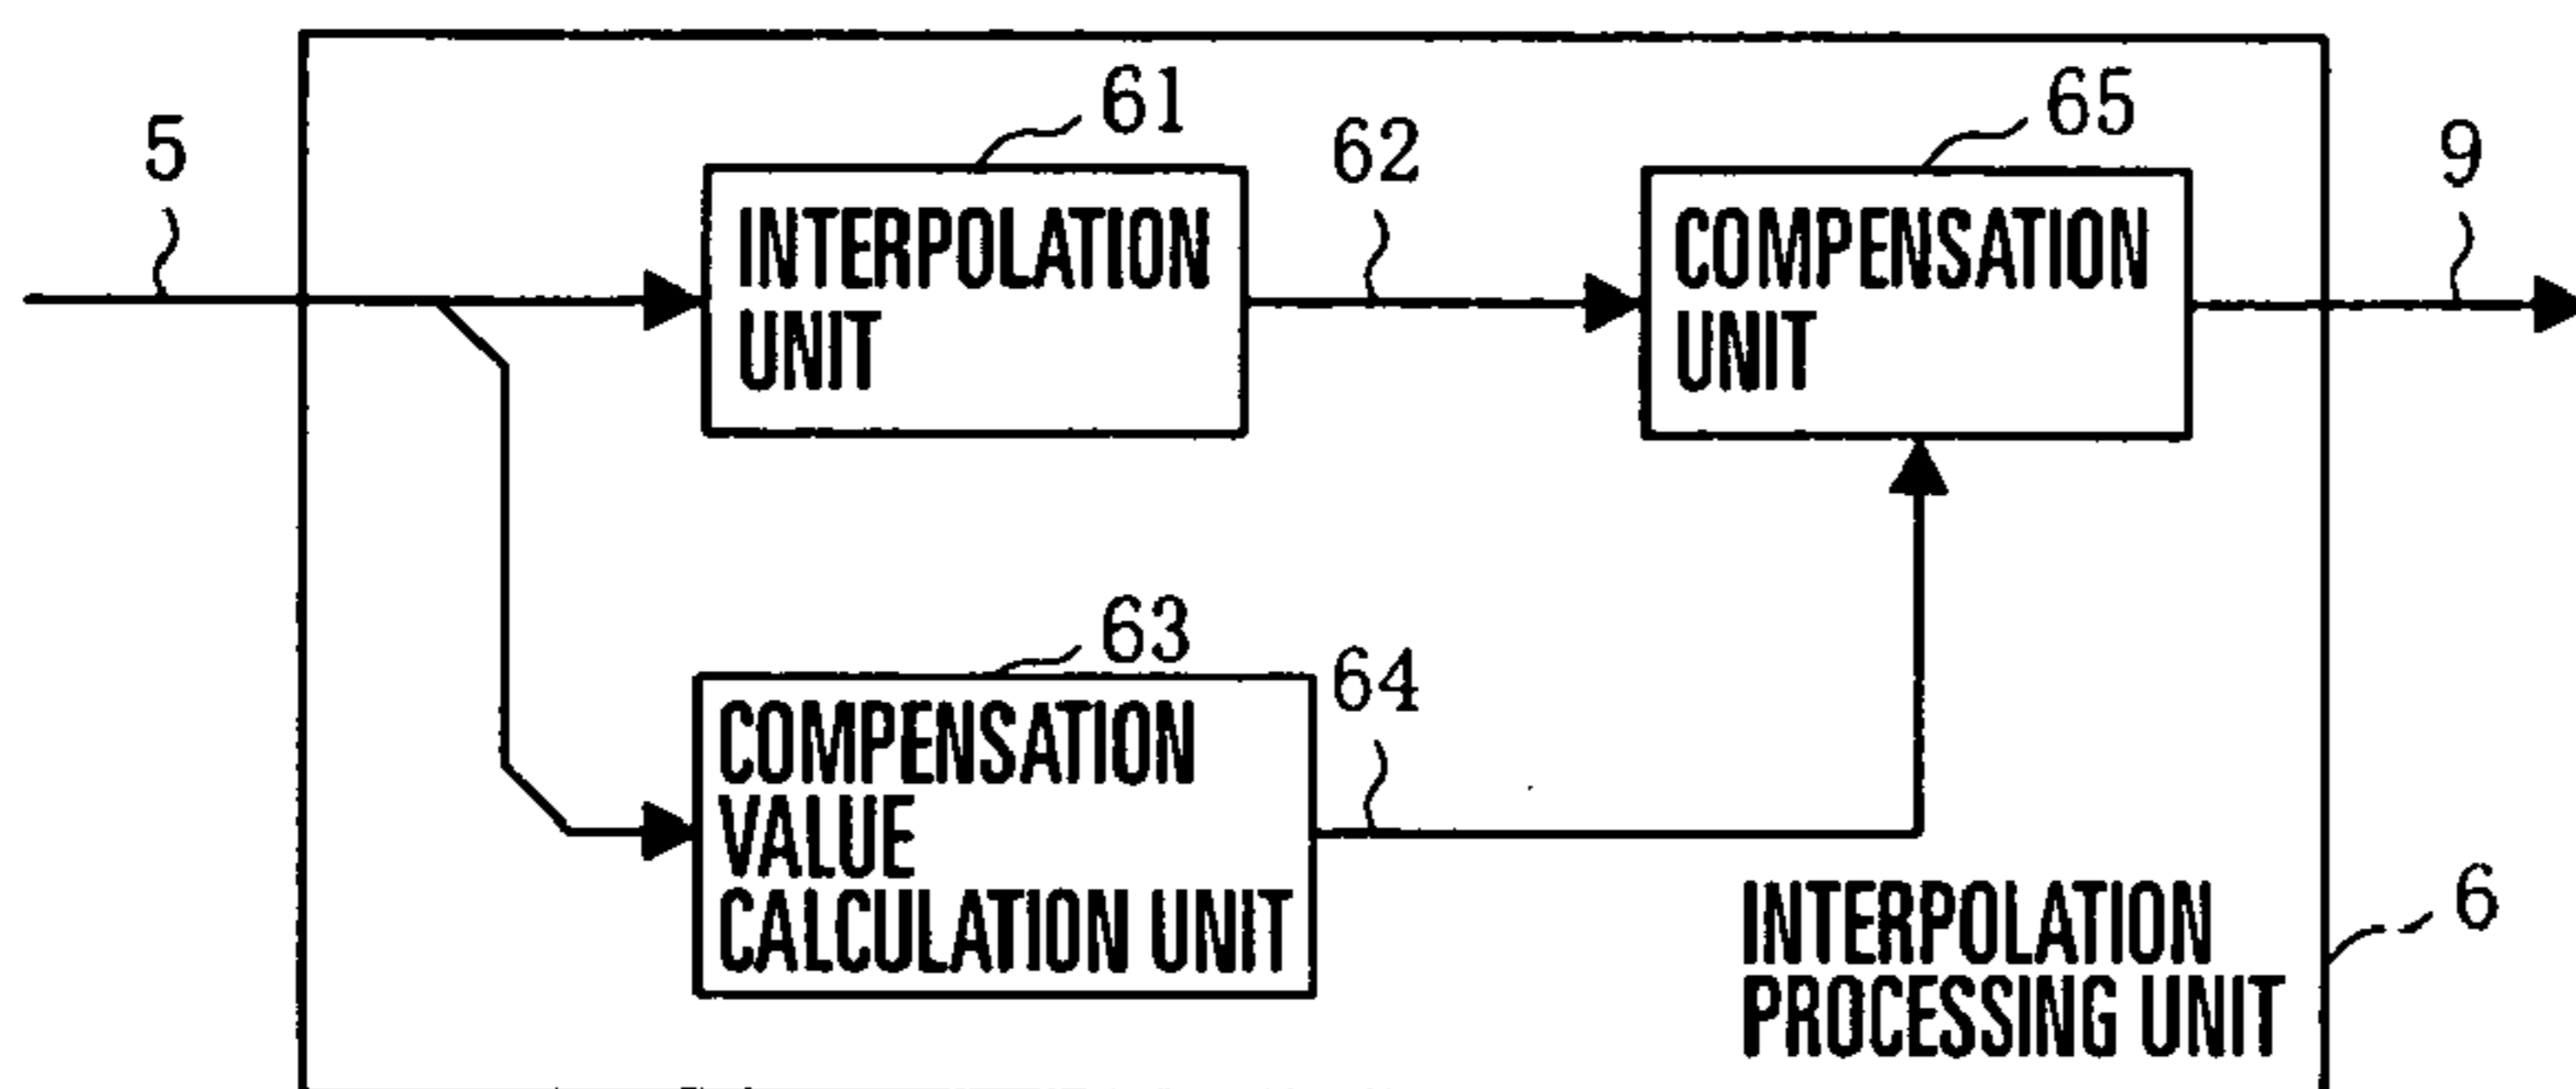 61
65
5
62
9
INTERPOLATION
UNIT
COMPENSATION
UNIT
63
64
COMPENSATION
VALUE
CALCULATION UNIT
6
INTERPOLATION
PROCESSING UNIT